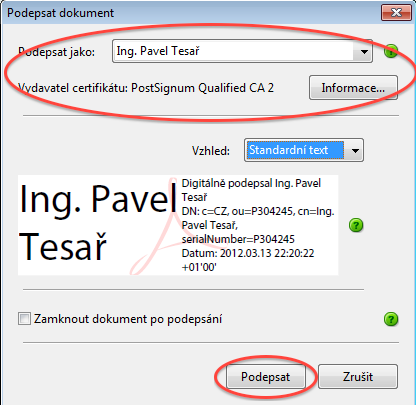 Podepsat dokument
Podepsat jako: Ing. Pavel Tesař
Vydavatel certifikátu: PostSignum Qualified CA 2 Informace...
Vzhled: Standardní text
Ing. Pavel
Tesař
Digitálně podepsal Ing. Pavel
Tesař
DN: c=CZ, ou=P304245, cn=Ing.
Pavel Tesař,
serialNumber=P304245
Datum: 2012.03.13 22:20:22
+01'00'
Zamknout dokument po podepsání
Podepsat Zrušit